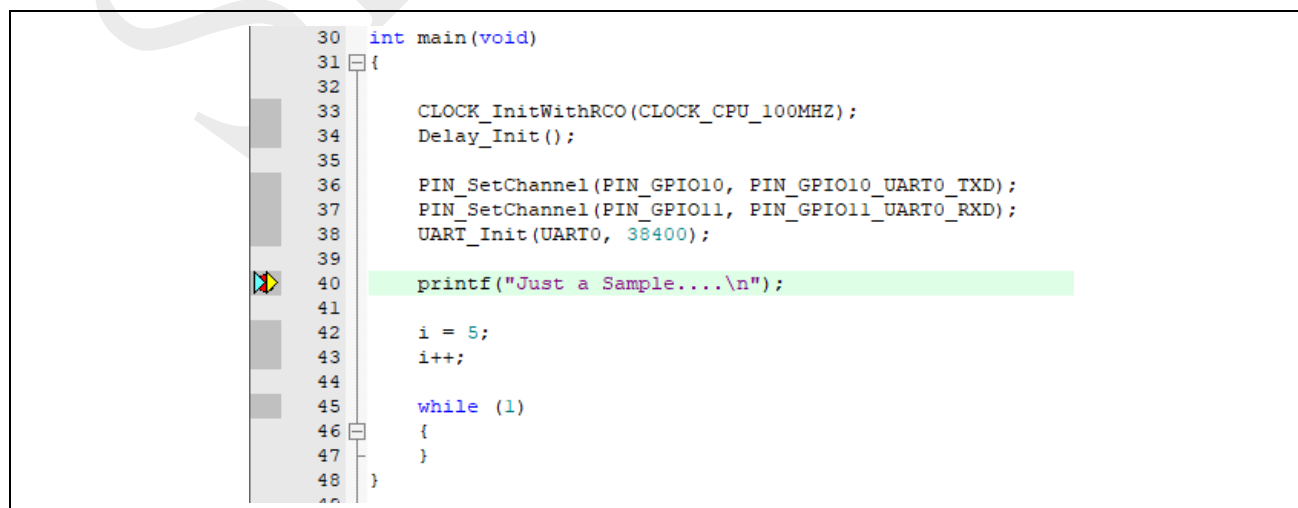 30 int main(void)
31 {
32
33 CLOCK_InitWithRCO(CLOCK_CPU_100MHZ);
34 Delay_Init();
35
36 PIN_SetChannel(PIN_GPIO10, PIN_GPIO10_UART0_TXD);
37 PIN_SetChannel(PIN_GPIO11, PIN_GPIO11_UART0_RXD);
38 UART_Init(UART0, 38400);
39
40 printf("Just a Sample....\n");
41
42 i = 5;
43 i++;
44
45 while (1)
46 {
47 }
48 }